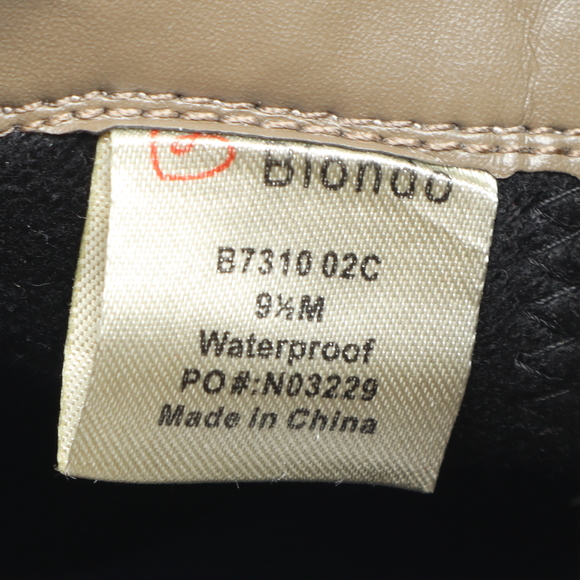 Blondo
B7310 02C
9½M
Waterproof
PO#:N03229
Made in China